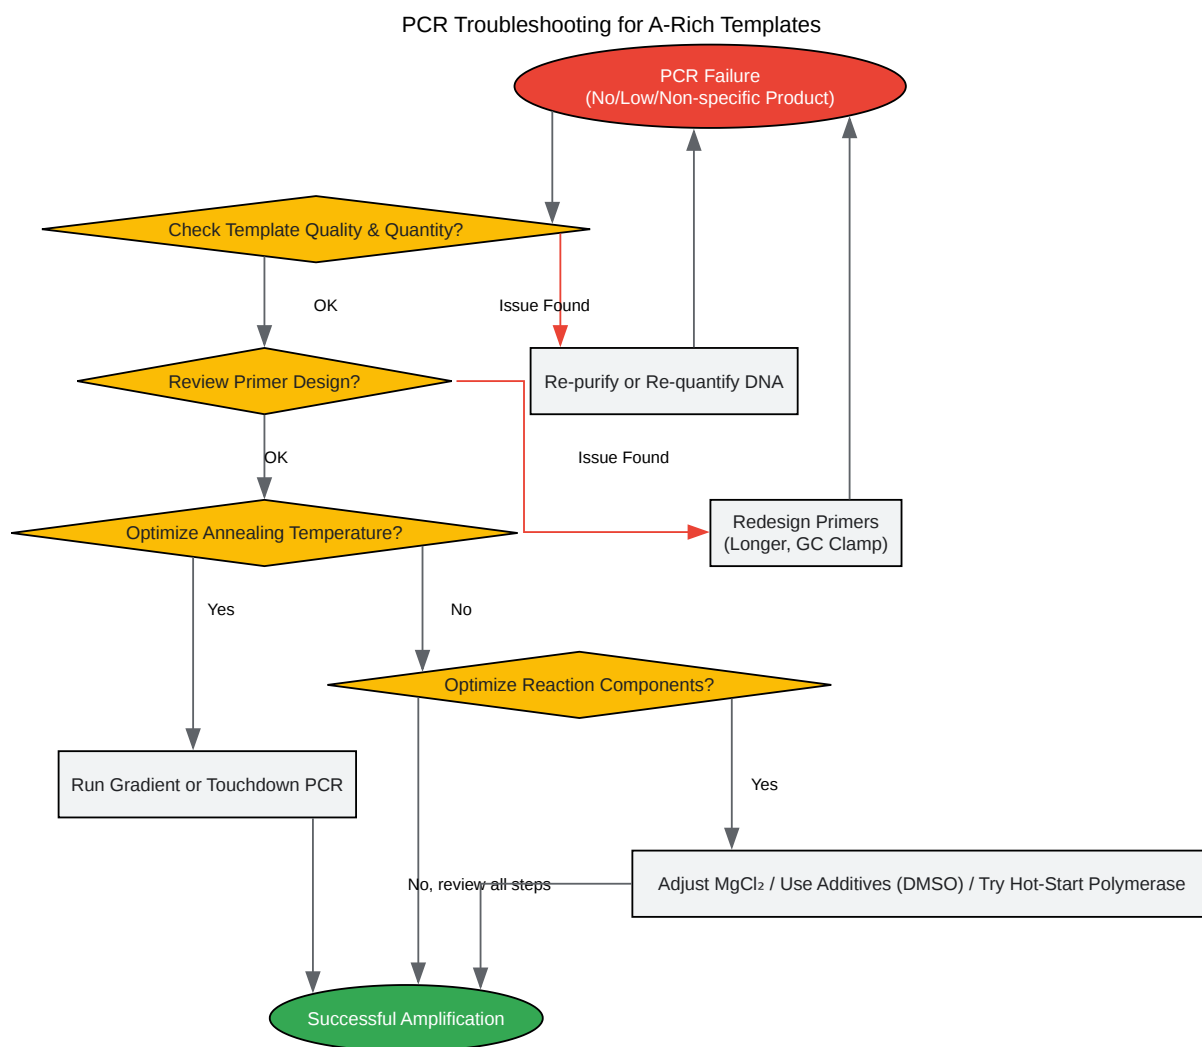 PCR Troubleshooting for A-Rich Templates
PCR Failure
(No/Low/Non-specific Product)
Check Template Quality & Quantity?
OK
Issue Found
Review Primer Design?
Re-purify or Re-quantify DNA
OK
Issue Found
Optimize Annealing Temperature?
Redesign Primers
(Longer, GC Clamp)
Yes
No
Optimize Reaction Components?
Run Gradient or Touchdown PCR
Yes
No, review all steps
Adjust MgCl₂ / Use Additives (DMSO) / Try Hot-Start Polymerase
Successful Amplification